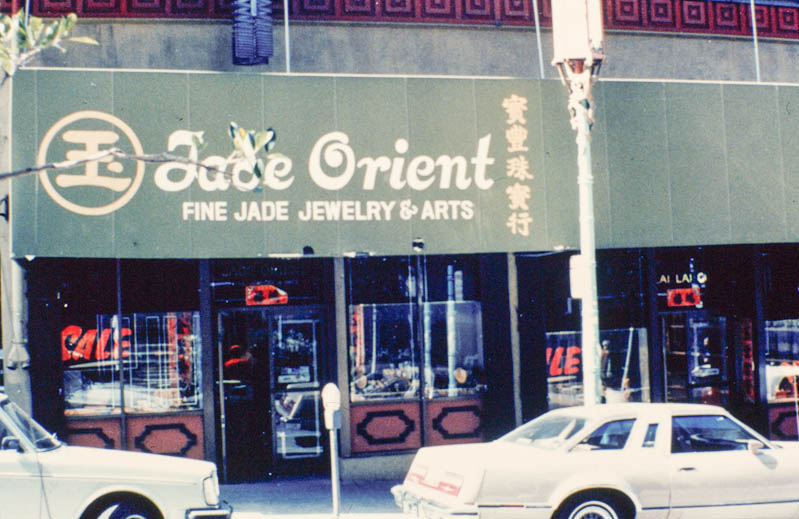 玉
Jade Orient
FINE JADE JEWELRY & ARTS
寶豐珠寶行
SALE
SALE